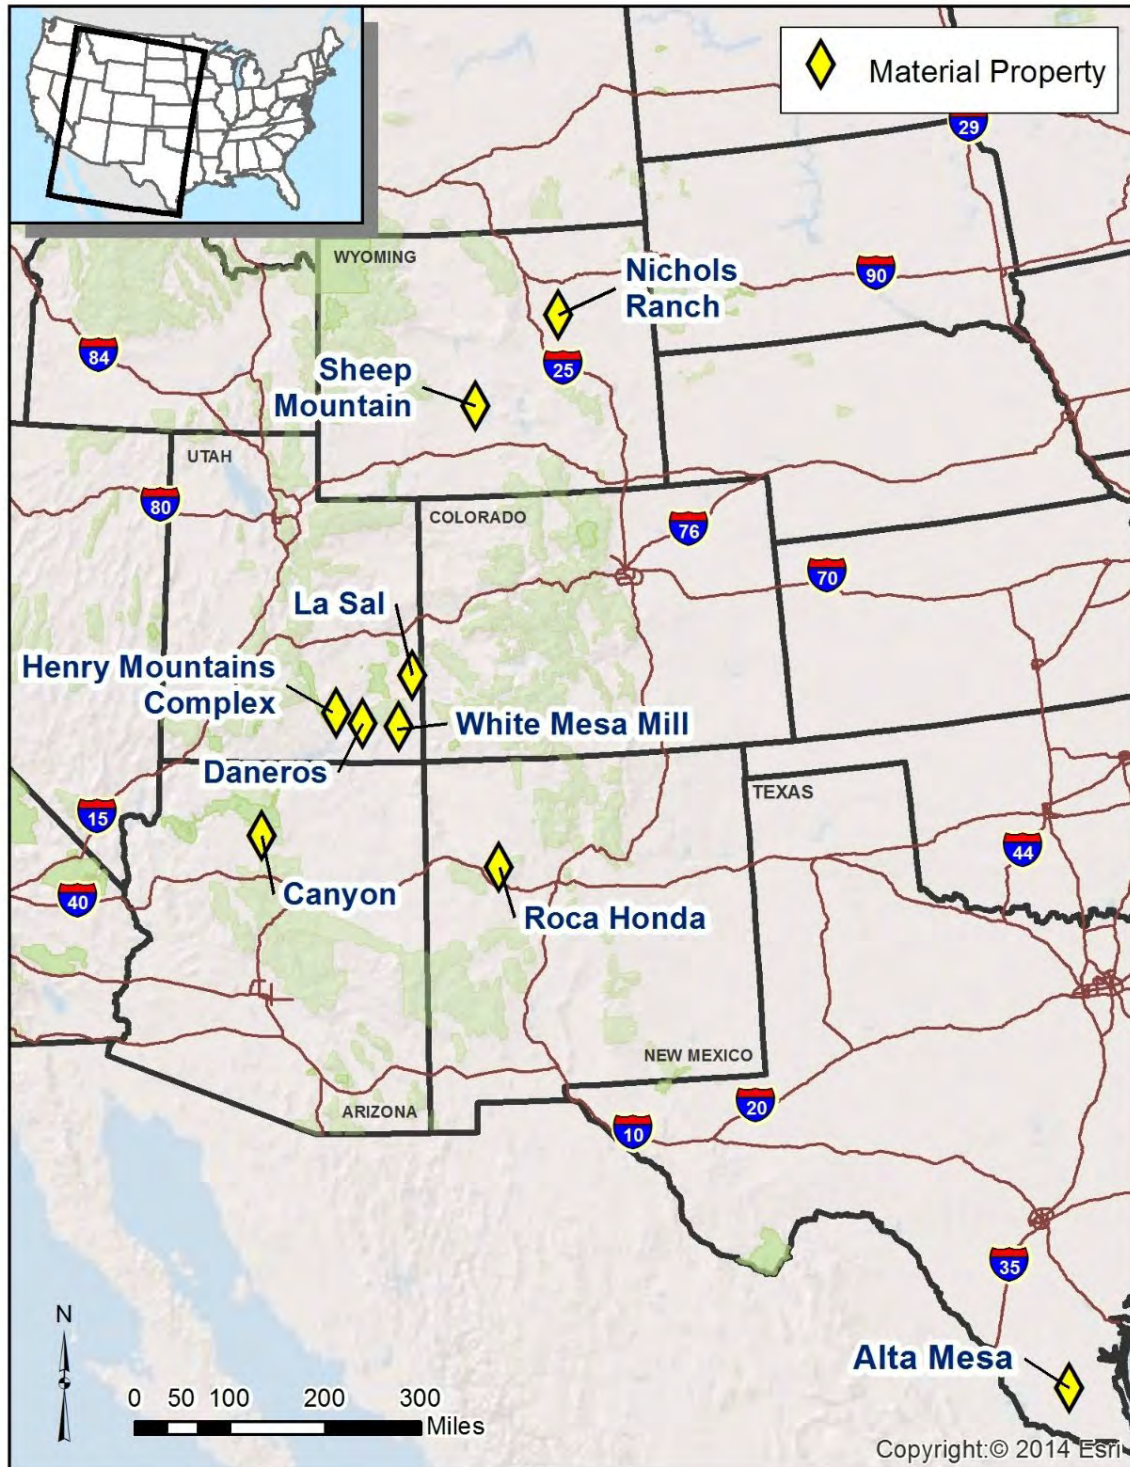 Material Property
29
WYOMING
Nichols
Ranch
90
84
25
Sheep
Mountain
UTAH
80
COLORADO
76
70
La Sal
Henry Mountains
Complex
White Mesa Mill
Daneros
TEXAS
15
44
40
Canyon
Roca Honda
NEW MEXICO
ARIZONA
20
10
35
N
Alta Mesa
0 50 100 200 300
Miles
Copyright:© 2014 Esri